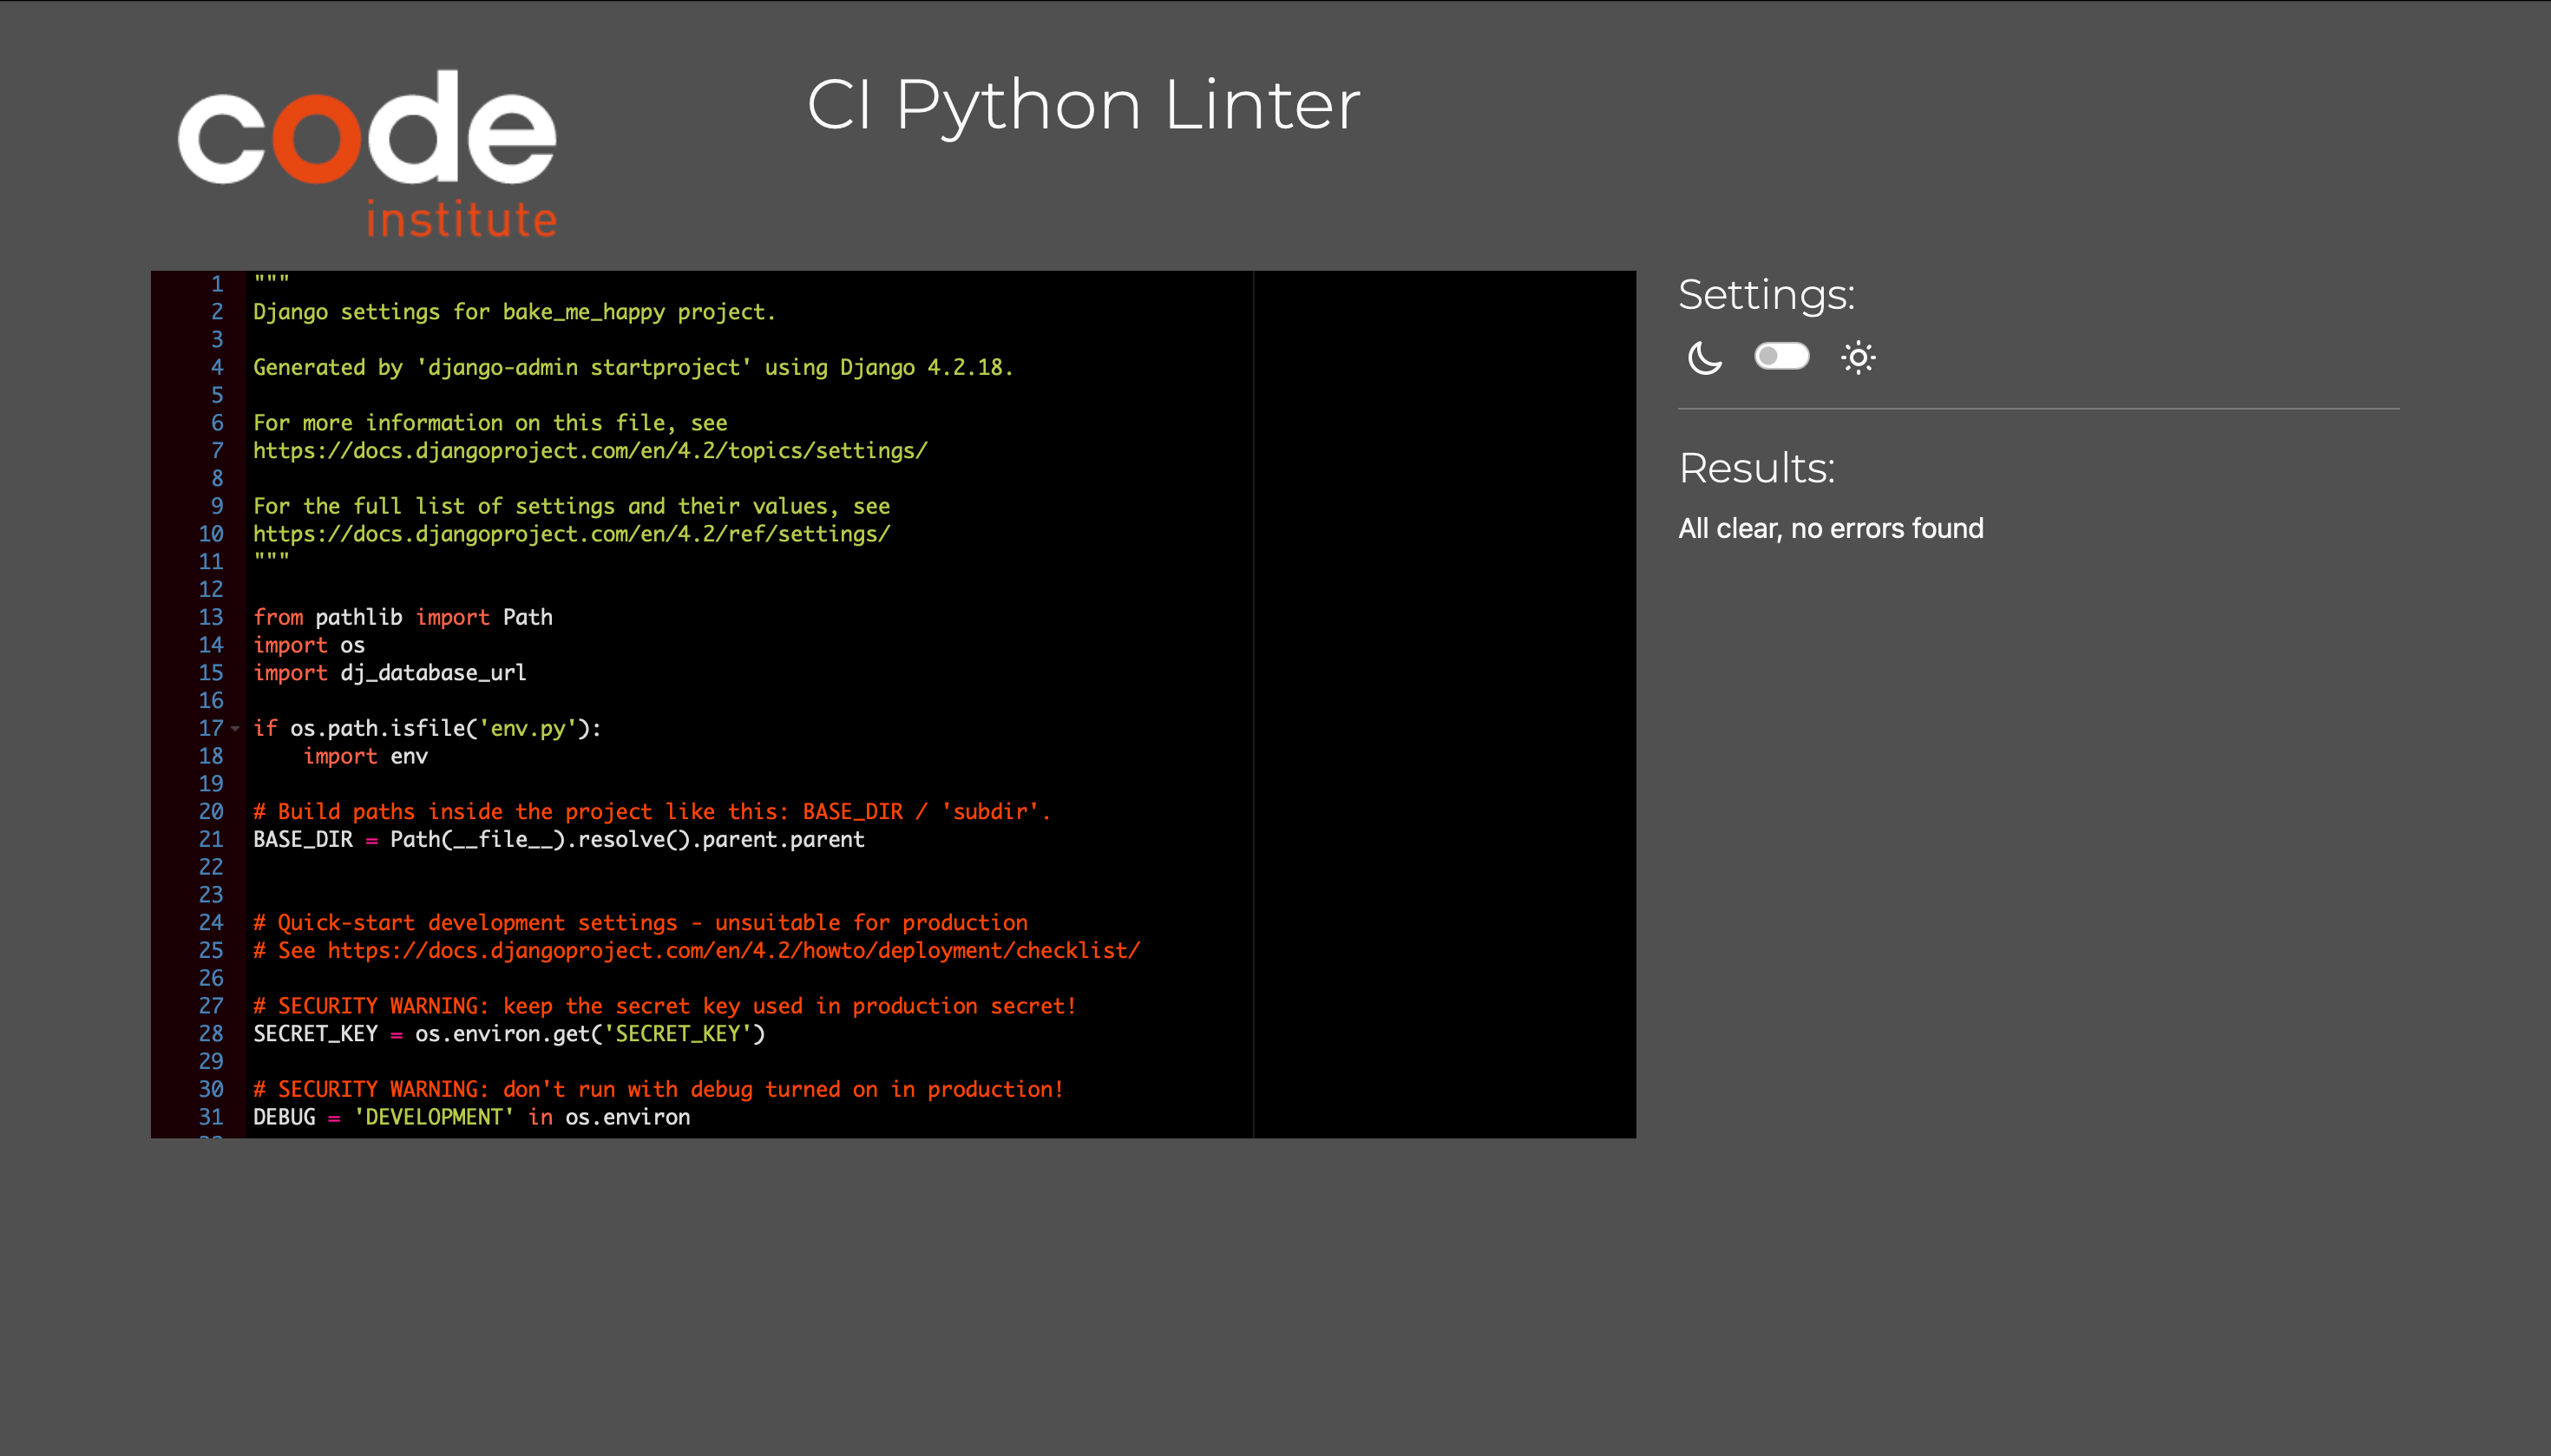 code
institute
CI Python Linter
1 """
2 Django settings for bake_me_happy project.
3
4 Generated by 'django-admin startproject' using Django 4.2.18.
5
6 For more information on this file, see
7 https://docs.djangoproject.com/en/4.2/topics/settings/
8
9 For the full list of settings and their values, see
10 https://docs.djangoproject.com/en/4.2/ref/settings/
11 """
12
13 from pathlib import Path
14 import os
15 import dj_database_url
16
17 if os.path.isfile('env.py'):
18     import env
19
20 # Build paths inside the project like this: BASE_DIR / 'subdir'.
21 BASE_DIR = Path(__file__).resolve().parent.parent
22
23
24 # Quick-start development settings - unsuitable for production
25 # See https://docs.djangoproject.com/en/4.2/howto/deployment/checklist/
26
27 # SECURITY WARNING: keep the secret key used in production secret!
28 SECRET_KEY = os.environ.get('SECRET_KEY')
29
30 # SECURITY WARNING: don't run with debug turned on in production!
31 DEBUG = 'DEVELOPMENT' in os.environ
Settings:
Results:
All clear, no errors found